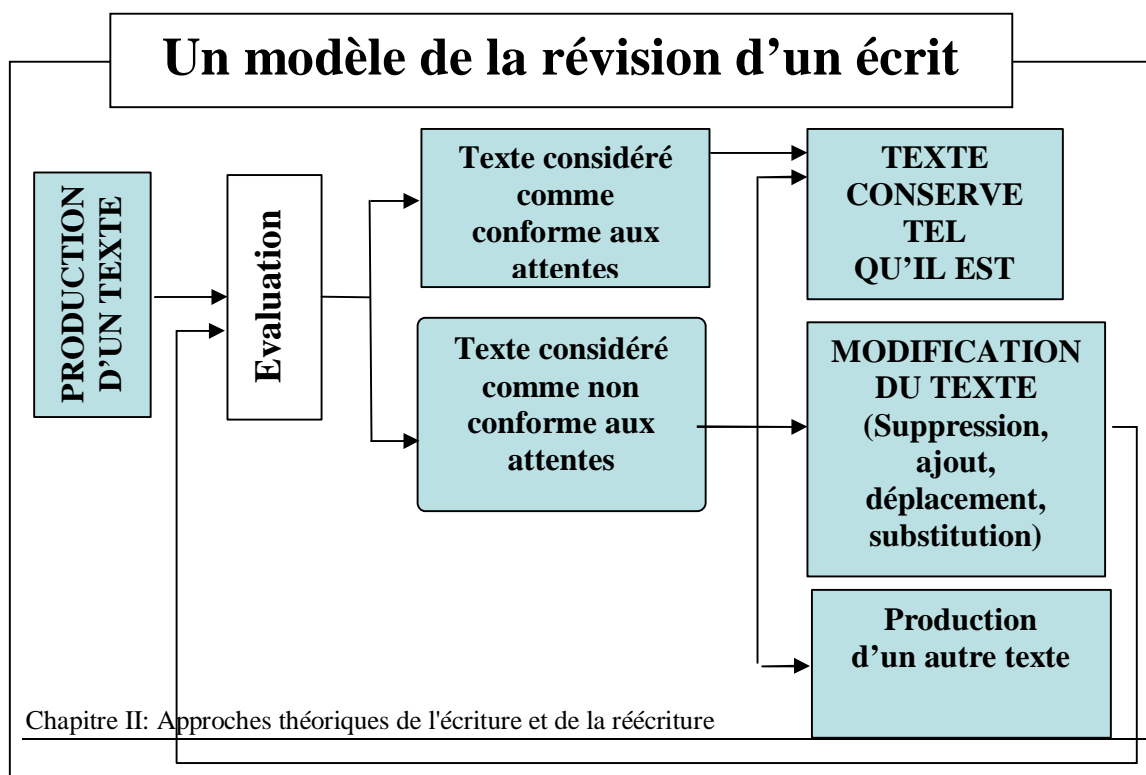 Un modèle de la révision d’un écrit
PRODUCTION
D’UN TEXTE
Evaluation
Texte considéré
comme
conforme aux
attentes
Texte considéré
comme non
conforme aux
attentes
TEXTE
CONSERVE
TEL
QU’IL EST
MODIFICATION
DU TEXTE
(Suppression,
ajout,
déplacement,
substitution)
Production
d’un autre texte
Chapitre II: Approches théoriques de l'écriture et de la réécriture